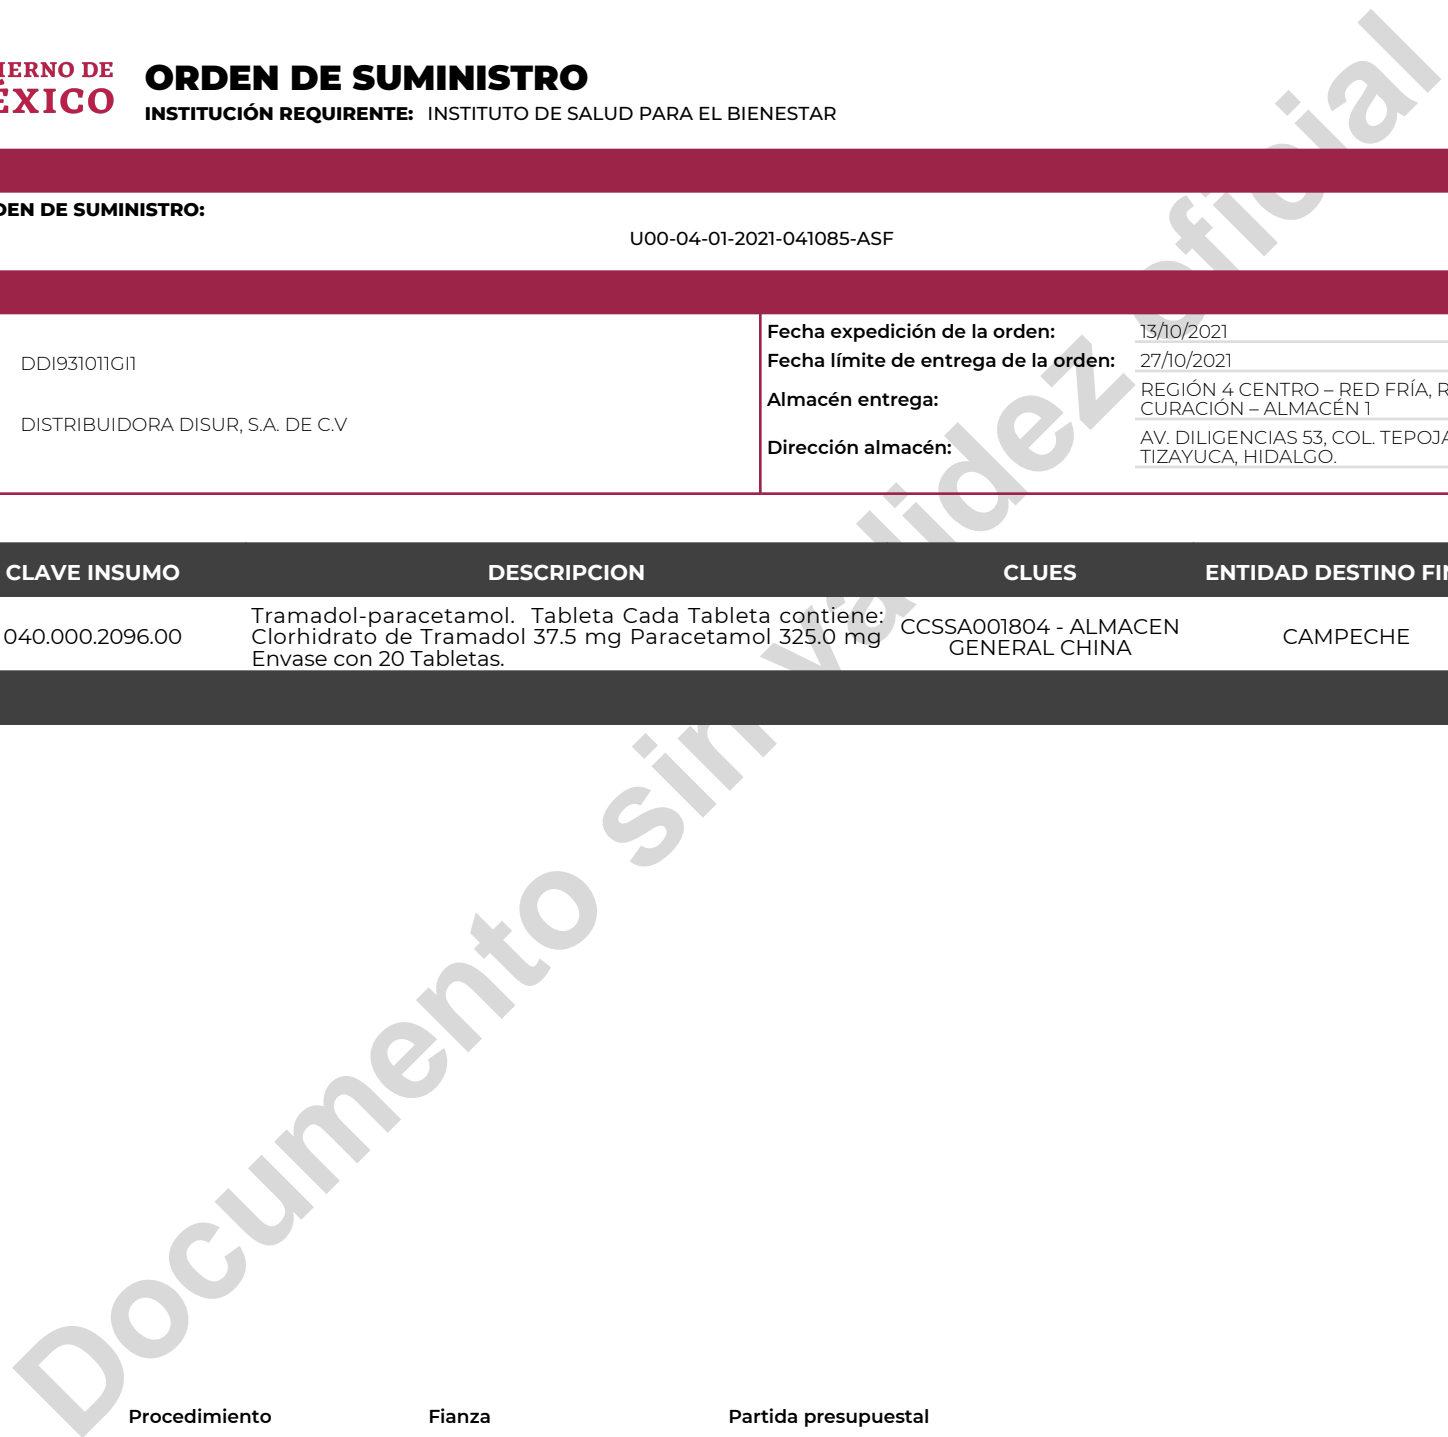 ORDEN DE SUMINISTRO
INSTITUCIÓN REQUIRENTE: INSTITUTO DE SALUD PARA EL BIENESTAR
IERNO DE
ÉXICO
DEN DE SUMINISTRO:
U00-04-01-2021-041085-ASF
DDI931011GI1
DISTRIBUIDORA DISUR, S.A. DE C.V
Fecha expedición de la orden: 13/10/2021
Fecha límite de entrega de la orden: 27/10/2021
Almacén entrega: REGIÓN 4 CENTRO – RED FRÍA, R
CURACIÓN – ALMACÉN 1
Dirección almacén: AV. DILIGENCIAS 53, COL. TEPOJA
TIZAYUCA, HIDALGO.
CLAVE INSUMO DESCRIPCION CLUES ENTIDAD DESTINO FIN
040.000.2096.00
Tramadol-paracetamol. Tableta Cada Tableta contiene:
Clorhidrato de Tramadol 37.5 mg Paracetamol 325.0 mg
Envase con 20 Tabletas.
CCSSA001804 - ALMACEN
GENERAL CHINA
CAMPECHE
Documento sin validez oficial
Procedimiento Fianza Partida presupuestal